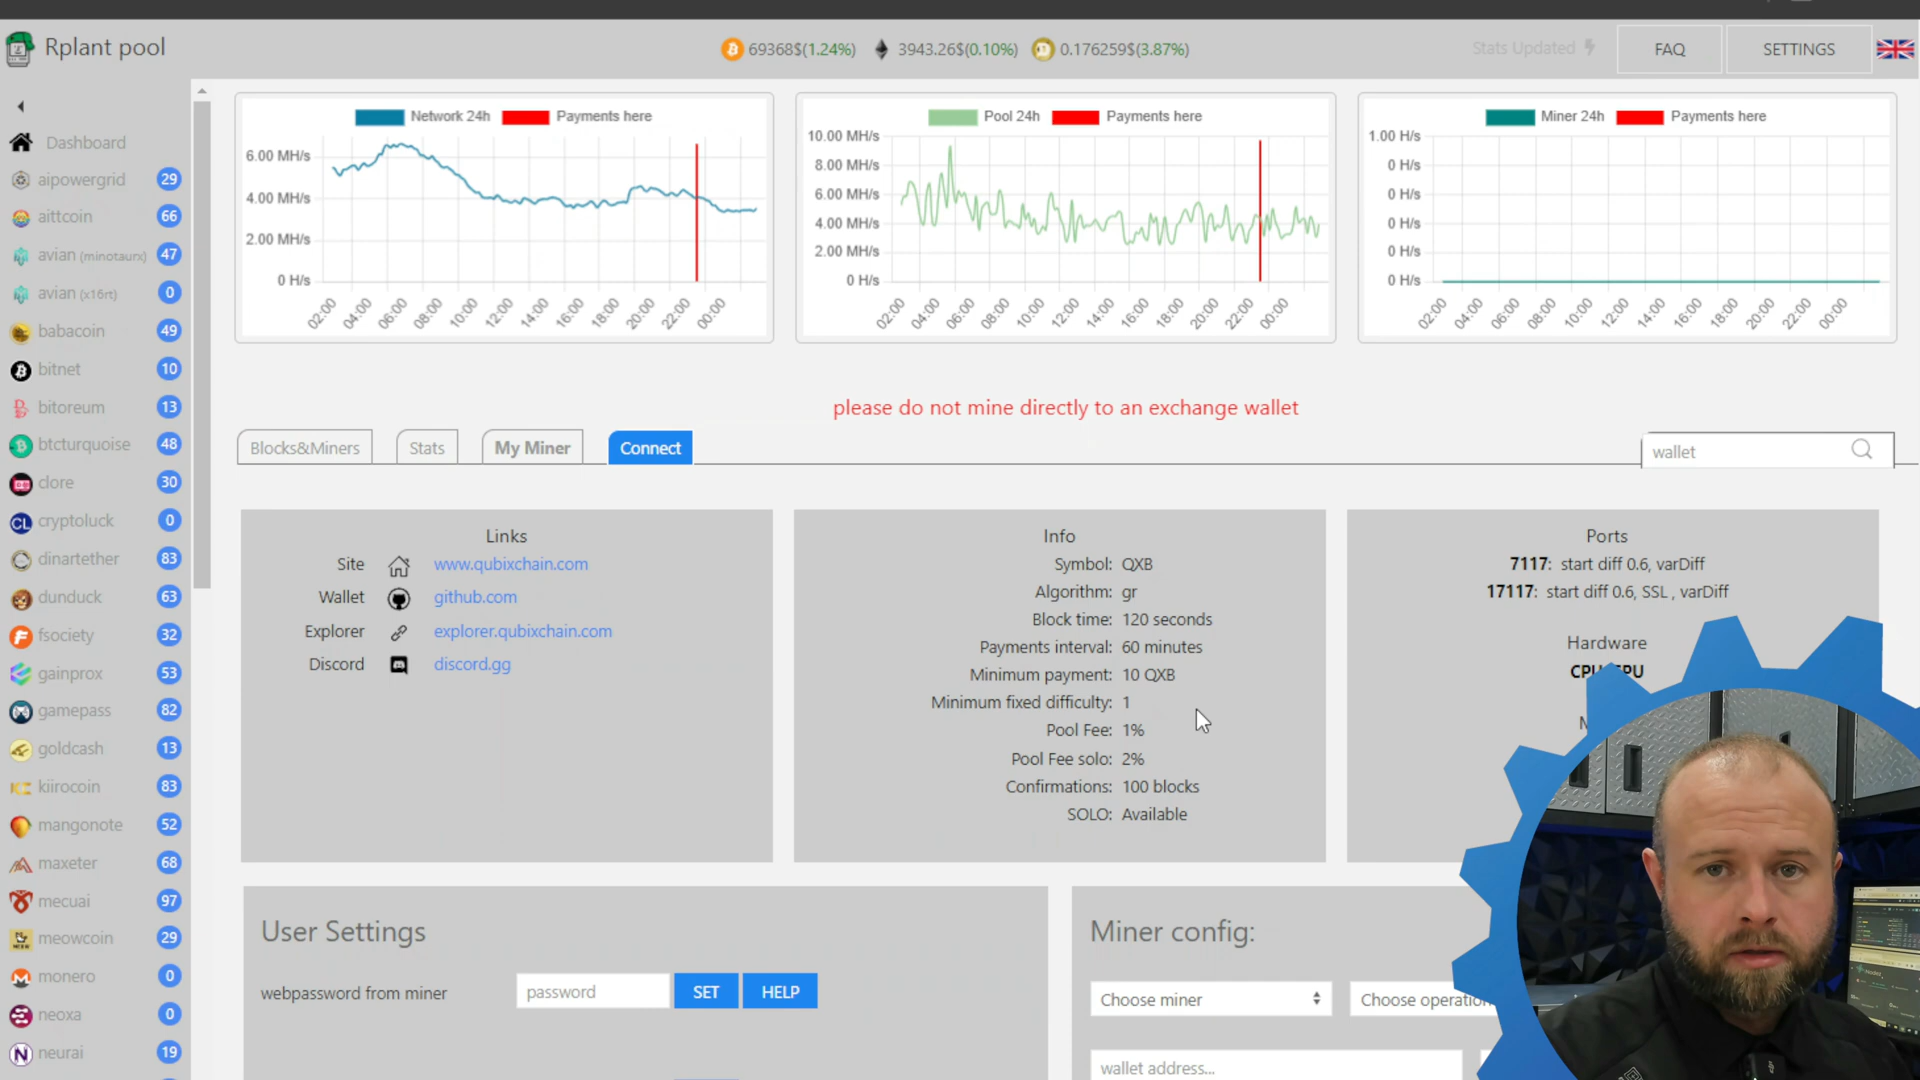 Rplant pool
69368$(1.24%) 3943.26$(0.10%) 0.176259$(3.87%)
Stats Updated
FAQ
SETTINGS
Dashboard
aipowergrid 29
aittcoin 66
avian (minotaurx) 47
avian (x16rt) 0
babacoin 49
bitnet 10
bitoreum 13
btcturquoise 48
clore 30
CL cryptoluck 0
dinartether 83
dunduck 63
fsociety 32
gainprox 53
gamepass 82
goldcash 13
kiirocoin 83
mangonote 52
maxeter 68
mecuai 97
meowcoin 29
monero 0
neoxa 0
neurai 19
Network 24h Payments here
6.00 MH/s
4.00 MH/s
2.00 MH/s
0 H/s
02:00 04:00 06:00 08:00 10:00 12:00 14:00 16:00 18:00 20:00 22:00 00:00
Pool 24h Payments here
10.00 MH/s
8.00 MH/s
6.00 MH/s
4.00 MH/s
2.00 MH/s
0 H/s
02:00 04:00 06:00 08:00 10:00 12:00 14:00 16:00 18:00 20:00 22:00 00:00
Miner 24h Payments here
1.00 H/s
0 H/s
0 H/s
0 H/s
0 H/s
0 H/s
02:00 04:00 06:00 08:00 10:00 12:00 14:00 16:00 18:00 20:00 22:00 00:00
please do not mine directly to an exchange wallet
Blocks&Miners
Stats
My Miner
Connect
wallet
Links
Site www.qubixchain.com
Wallet github.com
Explorer explorer.qubixchain.com
Discord discord.gg
Info
Symbol: QXB
Algorithm: gr
Block time: 120 seconds
Payments interval: 60 minutes
Minimum payment: 10 QXB
Minimum fixed difficulty: 1
Pool Fee: 1%
Pool Fee solo: 2%
Confirmations: 100 blocks
SOLO: Available
Ports
7117: start diff 0.6, varDiff
17117: start diff 0.6, SSL , varDiff
Hardware
User Settings
webpassword from miner
password
SET
HELP
Miner config:
Choose miner
Choose
wallet address...